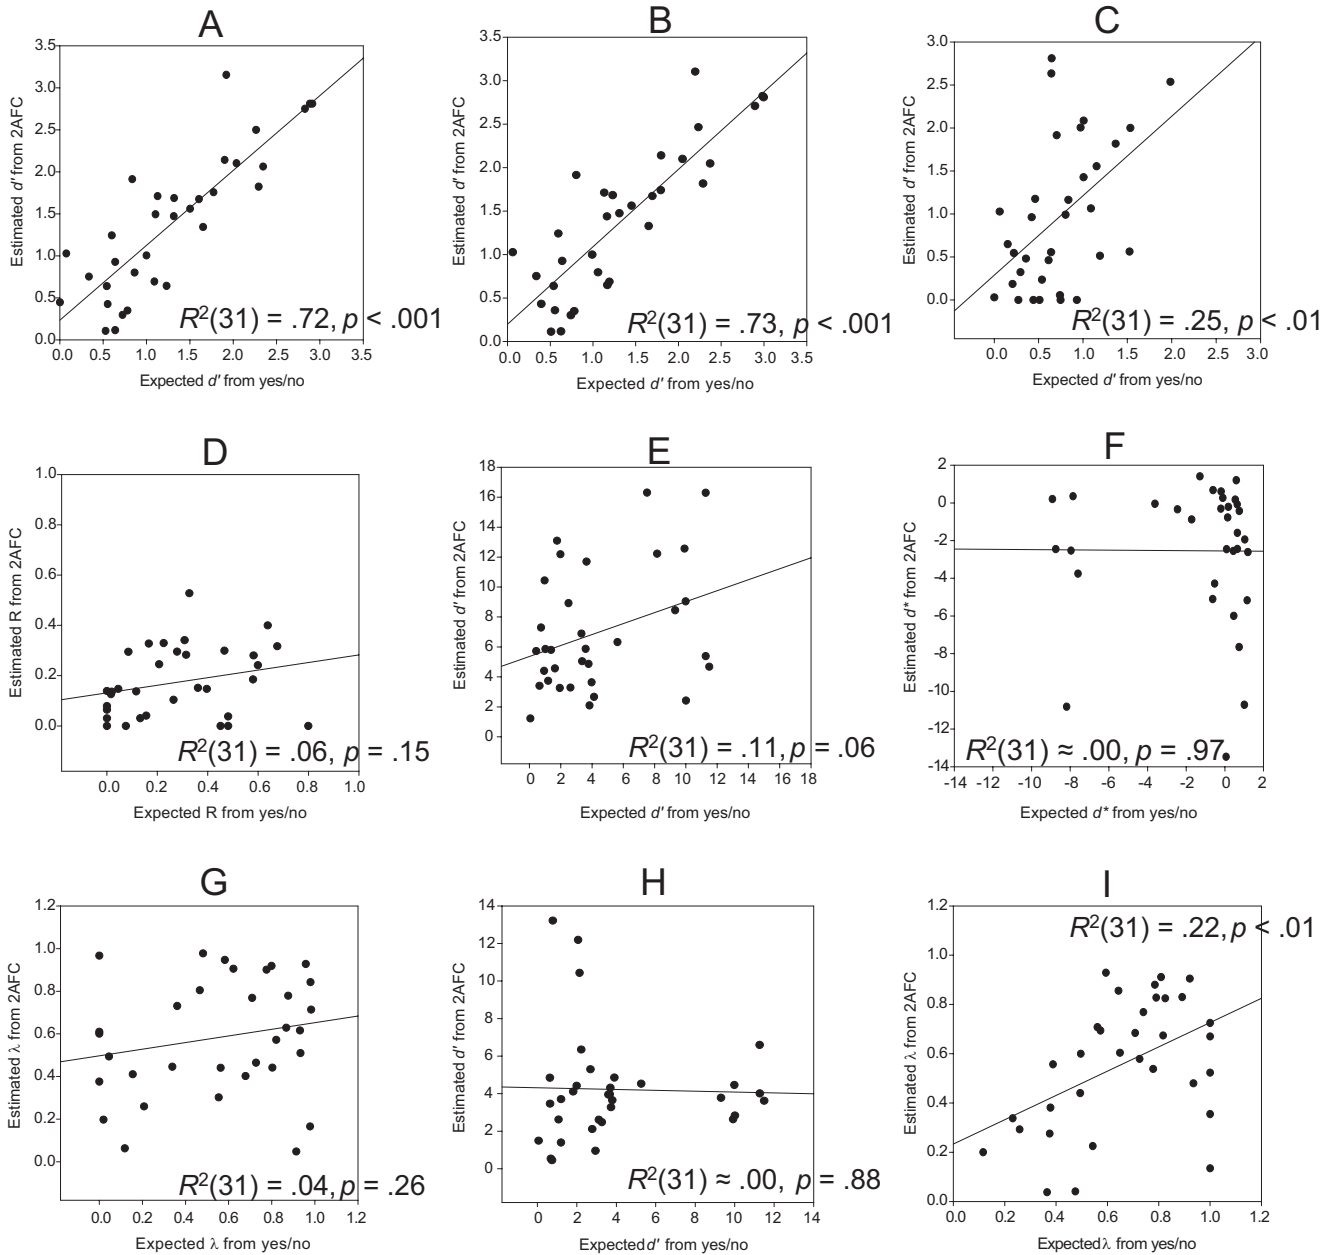 A
3.5
3.0
2.5
2.0
1.5
1.0
0.5
0.0
Estimated d′ from 2AFC
R²(31) = .72, p < .001
0.0 0.5 1.0 1.5 2.0 2.5 3.0 3.5
Expected d′ from yes/no
B
3.5
3.0
2.5
2.0
1.5
1.0
0.5
0.0
Estimated d′ from 2AFC
R²(31) = .73, p < .001
0.0 0.5 1.0 1.5 2.0 2.5 3.0 3.5
Expected d′ from yes/no
C
3.0
2.5
2.0
1.5
1.0
0.5
0.0
Estimated d′ from 2AFC
R²(31) = .25, p < .01
0.0 0.5 1.0 1.5 2.0 2.5 3.0
Expected d′ from yes/no
D
1.0
0.8
0.6
0.4
0.2
0.0
Estimated R from 2AFC
R²(31) = .06, p = .15
0.0 0.2 0.4 0.6 0.8 1.0
Expected R from yes/no
E
18
16
14
12
10
8
6
4
2
0
Estimated d′ from 2AFC
R²(31) = .11, p = .06
0 2 4 6 8 10 12 14 16 18
Expected d′ from yes/no
F
2
0
-2
-4
-6
-8
-10
-12
-14
Estimated d* from 2AFC
R²(31) ≈ .00, p = .97
-14 -12 -10 -8 -6 -4 -2 0 2
Expected d* from yes/no
G
1.2
1.0
0.8
0.6
0.4
0.2
0.0
Estimated λ from 2AFC
R²(31) = .04, p = .26
0.0 0.2 0.4 0.6 0.8 1.0 1.2
Expected λ from yes/no
H
14
12
10
8
6
4
2
0
Estimated d′ from 2AFC
R²(31) ≈ .00, p = .88
0 2 4 6 8 10 12 14
Expected d′ from yes/no
I
1.2
1.0
0.8
0.6
0.4
0.2
0.0
Estimated λ from 2AFC
R²(31) = .22, p < .01
0.0 0.2 0.4 0.6 0.8 1.0 1.2
Expected λ from yes/no